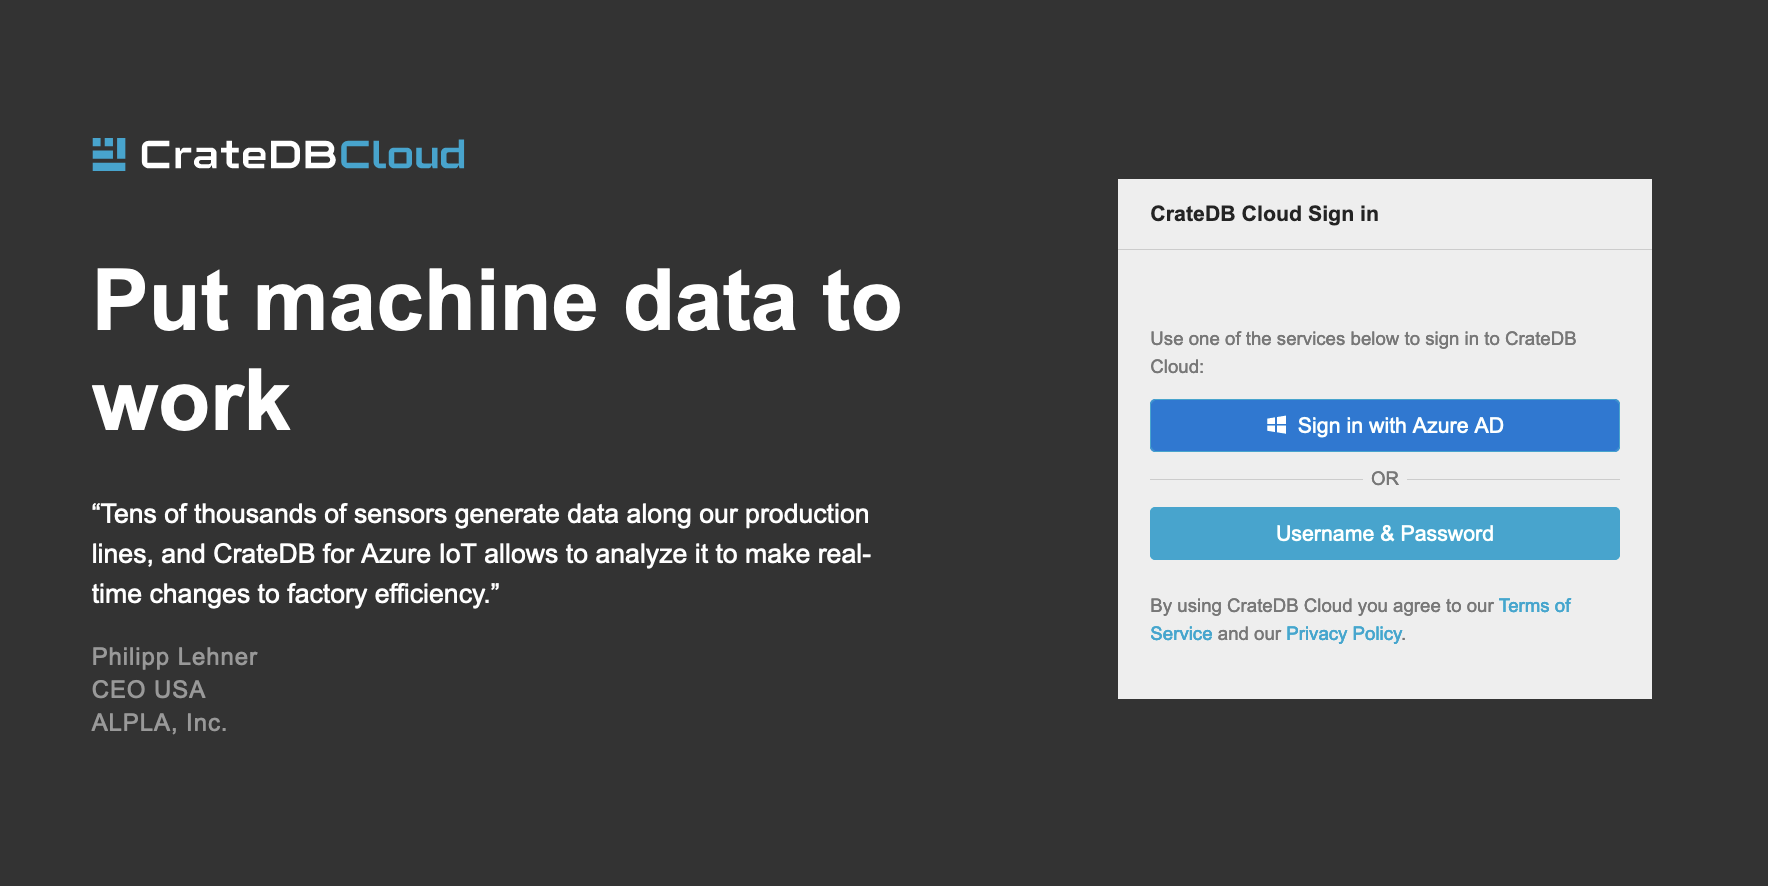 CrateDBCloud
Put machine data to
work
“Tens of thousands of sensors generate data along our production
lines, and CrateDB for Azure IoT allows to analyze it to make real-
time changes to factory efficiency.”
Philipp Lehner
CEO USA
ALPLA, Inc.
CrateDB Cloud Sign in
Use one of the services below to sign in to CrateDB
Cloud:
Sign in with Azure AD
OR
Username & Password
By using CrateDB Cloud you agree to our Terms of
Service and our Privacy Policy.